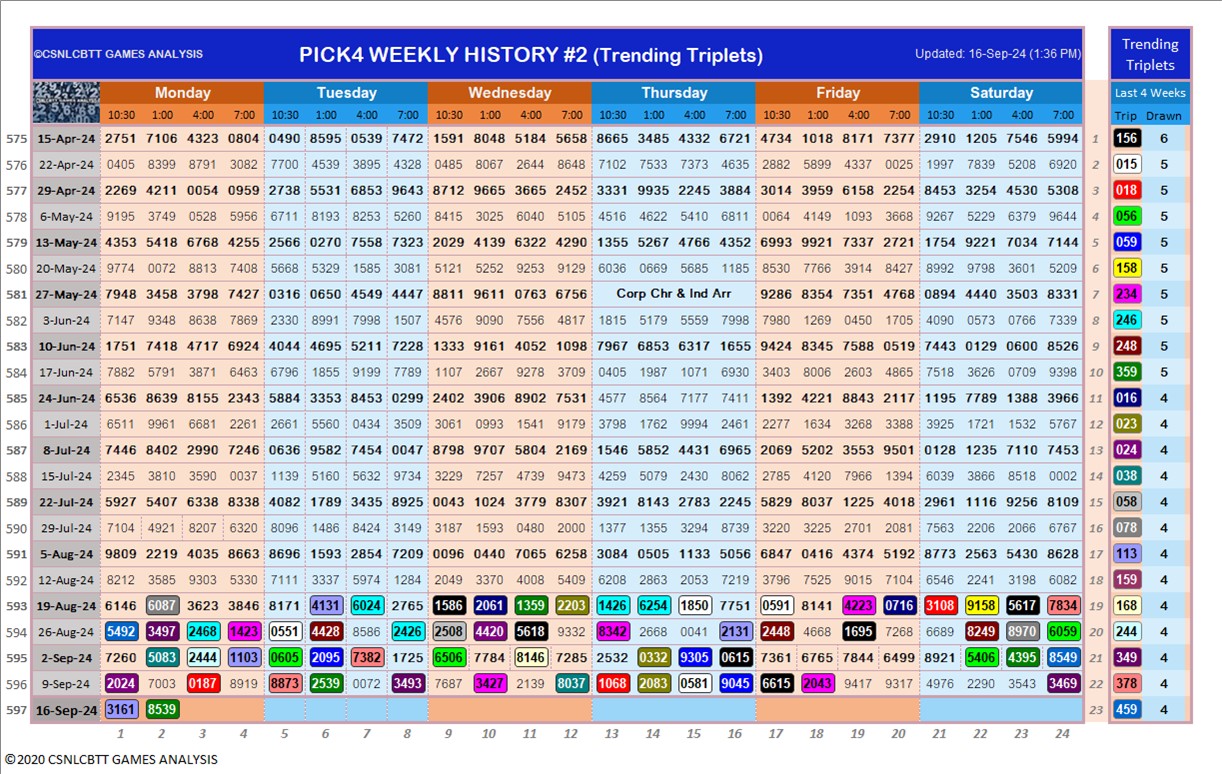 ©CSNLCBTT GAMES ANALYSIS PICK4 WEEKLY HISTORY #2 (Trending Triplets) Updated: 16-Sep-24 (1:36 PM) Trending
Triplets
Monday Tuesday Wednesday Thursday Friday Saturday Last 4 Weeks
10:30 1:00 4:00 7:00 10:30 1:00 4:00 7:00 10:30 1:00 4:00 7:00 10:30 1:00 4:00 7:00 10:30 1:00 4:00 7:00 10:30 1:00 4:00 7:00 Trip Drawn
575 15-Apr-24 2751 7106 4323 0804 0490 8595 0539 7472 1591 8048 5184 5658 8665 3485 4332 6721 4734 1018 8171 7377 2910 1205 7546 5994 1 156 6
576 22-Apr-24 0405 8399 8791 3082 7700 4539 3895 4328 0485 8067 2644 8648 7102 7533 7373 4635 2882 5899 4337 0025 1997 7839 5208 6920 2 015 5
577 29-Apr-24 2269 4211 0054 0959 2738 5531 6853 9643 8712 9665 3665 2452 3331 9935 2245 3884 3014 3959 6158 2254 8453 3254 4530 5308 3 018 5
578 6-May-24 9195 3749 0528 5956 6711 8193 8253 5260 8415 3025 6040 5105 4516 4622 5410 6811 0064 4149 1093 3668 9267 5229 6379 9644 4 056 5
579 13-May-24 4353 5418 6768 4255 2566 0270 7558 7323 2029 4139 6322 4290 1355 5267 4766 4352 6993 9921 7337 2721 1754 9221 7034 7144 5 059 5
580 20-May-24 9774 0072 8813 7408 5668 5329 1585 3081 5121 5252 9253 9129 6036 0669 5685 1185 8530 7766 3914 8427 8992 9798 3601 5209 6 158 5
581 27-May-24 7948 3458 3798 7427 0316 0650 4549 4447 8811 9611 0763 6756 Corp Chr & Ind Arr 9286 8354 7351 4768 0894 4440 3503 8331 7 234 5
582 3-Jun-24 7147 9348 8638 7869 2330 8991 7998 1507 4576 9090 7556 4817 1815 5179 5559 7998 7980 1269 0450 1705 4090 0573 0766 7339 8 246 5
583 10-Jun-24 1751 7418 4717 6924 4044 4695 5211 7228 1333 9161 4052 1098 7967 6853 6317 1655 9424 8345 7588 0519 7443 0129 0600 8526 9 248 5
584 17-Jun-24 7882 5791 3871 6463 6796 1855 9199 7789 1107 2667 9278 3709 0405 1987 1071 6930 3403 8006 2603 4865 7518 3626 0709 9398 10 359 5
585 24-Jun-24 6536 8639 8155 2343 5884 3353 8453 0299 2402 3906 8902 7531 4577 8564 7177 7411 1392 4221 8843 2117 1195 7789 1388 3966 11 016 4
586 1-Jul-24 6511 9961 6681 2261 2661 5560 0434 3509 3061 0993 1541 9179 3798 1762 9994 2461 2277 1634 3268 3388 3925 1721 1532 5767 12 023 4
587 8-Jul-24 7446 8402 2990 7246 0636 9582 7454 0047 9798 9707 5804 2169 1546 5852 4431 6965 2069 5202 3553 9501 0128 1235 7110 7453 13 024 4
588 15-Jul-24 2345 3810 3590 0037 1139 5160 5632 9734 1229 7257 4739 9473 4259 5079 2430 8062 2785 4120 7966 1394 6039 3866 8518 0002 14 038 4
589 22-Jul-24 5927 5407 6338 8338 4082 1789 3435 8925 0043 1024 3779 8307 3921 8143 2783 2245 5829 8037 1225 4018 2961 1116 9256 8109 15 058 4
590 29-Jul-24 7104 4921 8207 6320 8096 1486 8424 3149 3187 1593 0480 2000 1377 1355 3294 8739 3220 3225 2701 2081 7563 2206 2066 6767 16 078 4
591 5-Aug-24 9809 2219 4035 8663 8696 1593 2854 7209 0096 0440 7065 6258 3084 0505 1133 5056 6847 0416 4374 5192 8773 2563 5430 8628 17 113 4
592 12-Aug-24 8212 3585 9303 5330 7111 3337 5974 1284 2049 3370 4008 5409 6208 2863 2053 7219 3796 7525 9015 7104 6546 2241 3198 6082 18 159 4
593 19-Aug-24 6146 6087 3623 3846 8171 4131 6024 2765 1586 2061 1359 2203 1426 6254 1850 7751 0591 8141 4223 0716 3108 9158 5617 7834 19 168 4
594 26-Aug-24 5492 3497 2468 1423 0551 4428 8586 2426 2508 4420 5618 9332 8342 2668 0041 2131 2448 4668 1695 7268 6689 8249 8970 6059 20 244 4
595 2-Sep-24 7260 5083 2444 1103 0605 2095 7382 1725 6506 7784 8146 7285 2532 0332 9305 0615 7361 6765 7844 6499 8921 5406 4395 8549 21 349 4
596 9-Sep-24 2024 7003 0187 8919 8873 2539 0072 3493 7687 3427 2139 8037 1068 2083 0581 9045 6615 2043 9417 9317 4976 2290 3543 3469 22 378 4
597 16-Sep-24 3161 8539 23 459 4
1 2 3 4 5 6 7 8 9 10 11 12 13 14 15 16 17 18 19 20 21 22 23 24
©2020 CSNLCBTT GAMES ANALYSIS